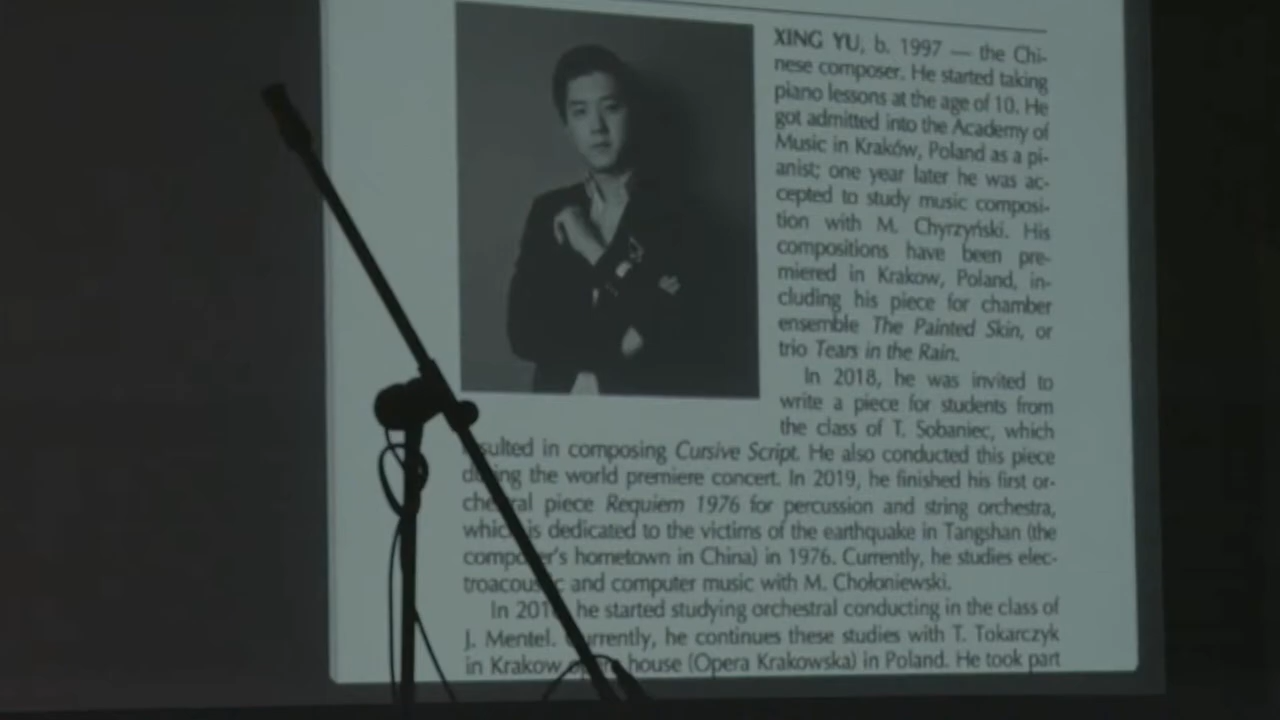 XING YU, b. 1997 — the Chi-
nese composer. He started taking
piano lessons at the age of 10. He
got admitted into the Academy of
Music in Kraków, Poland as a pi-
anist; one year later he was ac-
cepted to study music composi-
tion with M. Chyrzyński. His
compositions have been pre-
miered in Krakow, Poland, in-
cluding his piece for chamber
ensemble The Painted Skin, or
trio Tears in the Rain.
In 2018, he was invited to
write a piece for students from
the class of T. Sobaniec, which
resulted in composing Cursive Script. He also conducted this piece
during the world premiere concert. In 2019, he finished his first or-
chestral piece Requiem 1976 for percussion and string orchestra,
which is dedicated to the victims of the earthquake in Tangshan (the
composer's hometown in China) in 1976. Currently, he studies elec-
troacoustic and computer music with M. Chołoniewski.
In he started studying orchestral conducting in the class of
J. Mentel. Currently, he continues these studies with T. Tokarczyk
in Krakow opera house (Opera Krakowska) in Poland. He took part